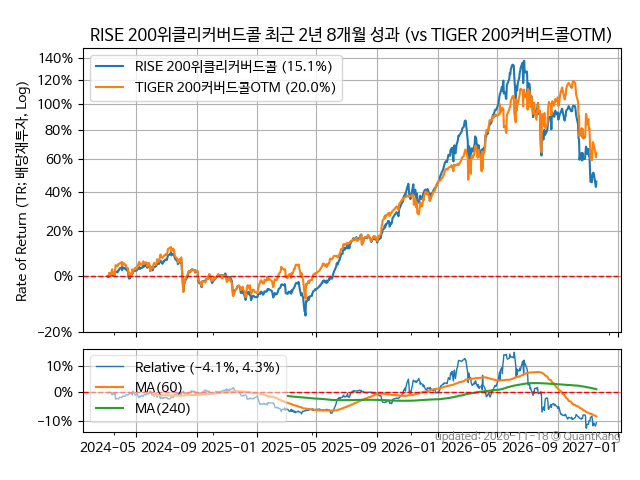 RISE 200위클리커버드콜 최근 2년 8개월 성과 (vs TIGER 200커버드콜OTM)
Rate of Return (TR; 배당재투자, Log)
140%
120%
100%
80%
60%
40%
20%
0%
−20%
RISE 200위클리커버드콜 (15.1%)
TIGER 200커버드콜OTM (20.0%)
10%
0%
−10%
Relative (−4.1%, 4.3%)
MA(60)
MA(240)
2024-05 2024-09 2025-01 2025-05 2025-09 2026-01 2026-05 2026-09 2027-01
updated: 2026-11-18 © QuantKang